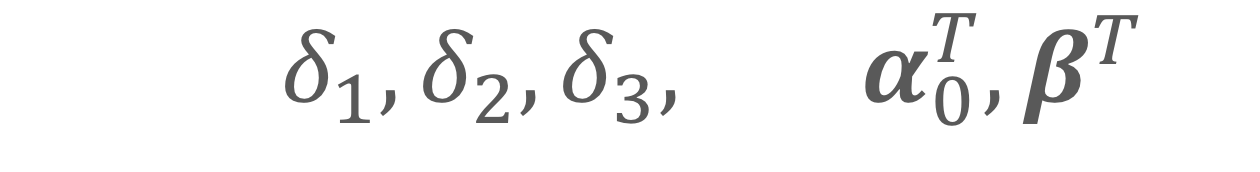 δ₁, δ₂, δ₃, 𝜶₀ᵀ, 𝜷ᵀ